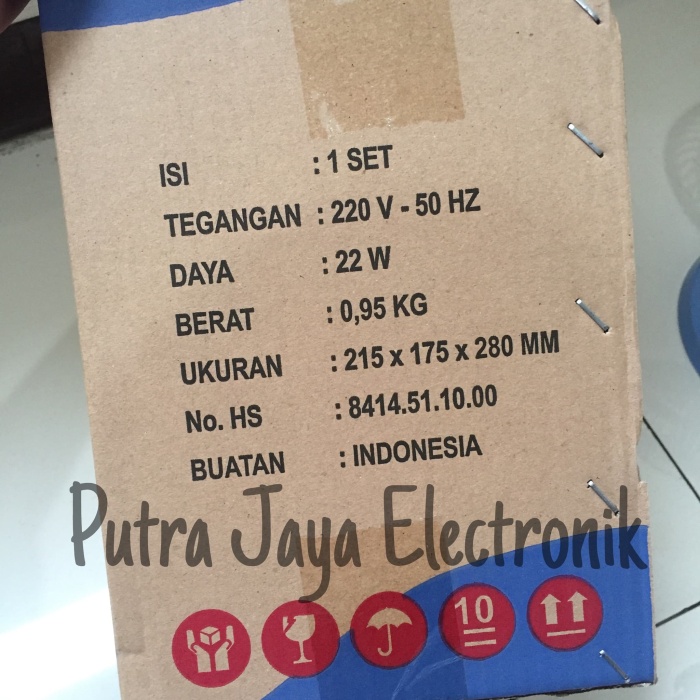 ISI : 1 SET
TEGANGAN : 220 V - 50 HZ
DAYA : 22 W
BERAT : 0,95 KG
UKURAN : 215 x 175 x 280 MM
No. HS : 8414.51.10.00
BUATAN : INDONESIA
Putra Jaya Electronik
10